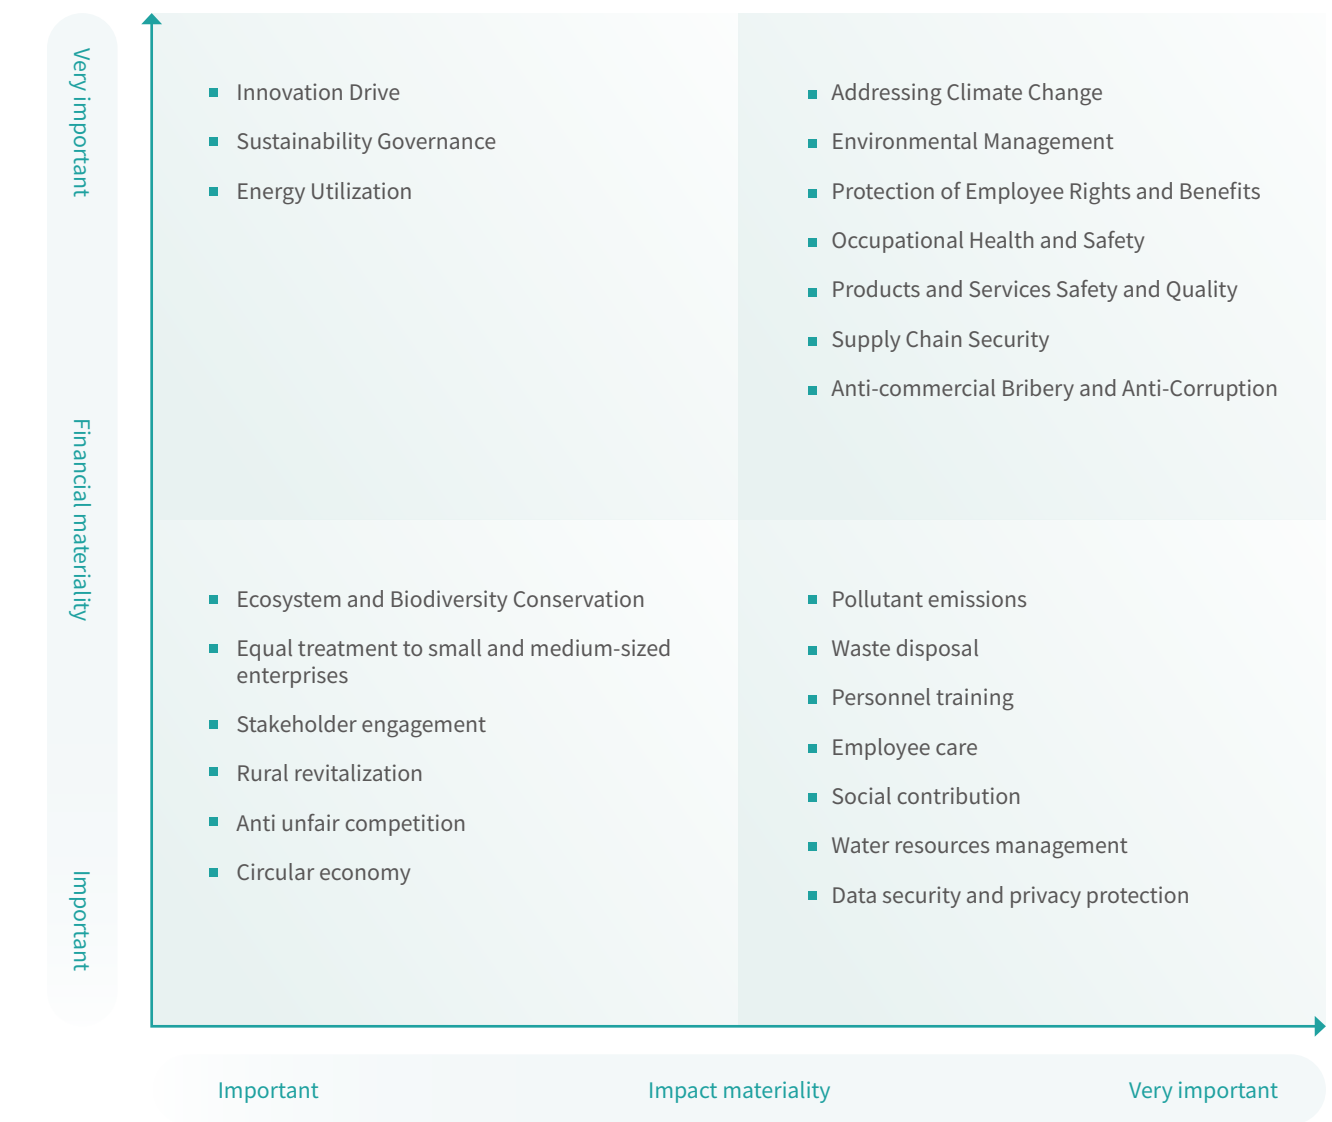 Very important
Financial materiality
Important
Innovation Drive
Sustainability Governance
Energy Utilization
Addressing Climate Change
Environmental Management
Protection of Employee Rights and Benefits
Occupational Health and Safety
Products and Services Safety and Quality
Supply Chain Security
Anti-commercial Bribery and Anti-Corruption
Ecosystem and Biodiversity Conservation
Equal treatment to small and medium-sized
enterprises
Stakeholder engagement
Rural revitalization
Anti unfair competition
Circular economy
Pollutant emissions
Waste disposal
Personnel training
Employee care
Social contribution
Water resources management
Data security and privacy protection
Important
Impact materiality
Very important